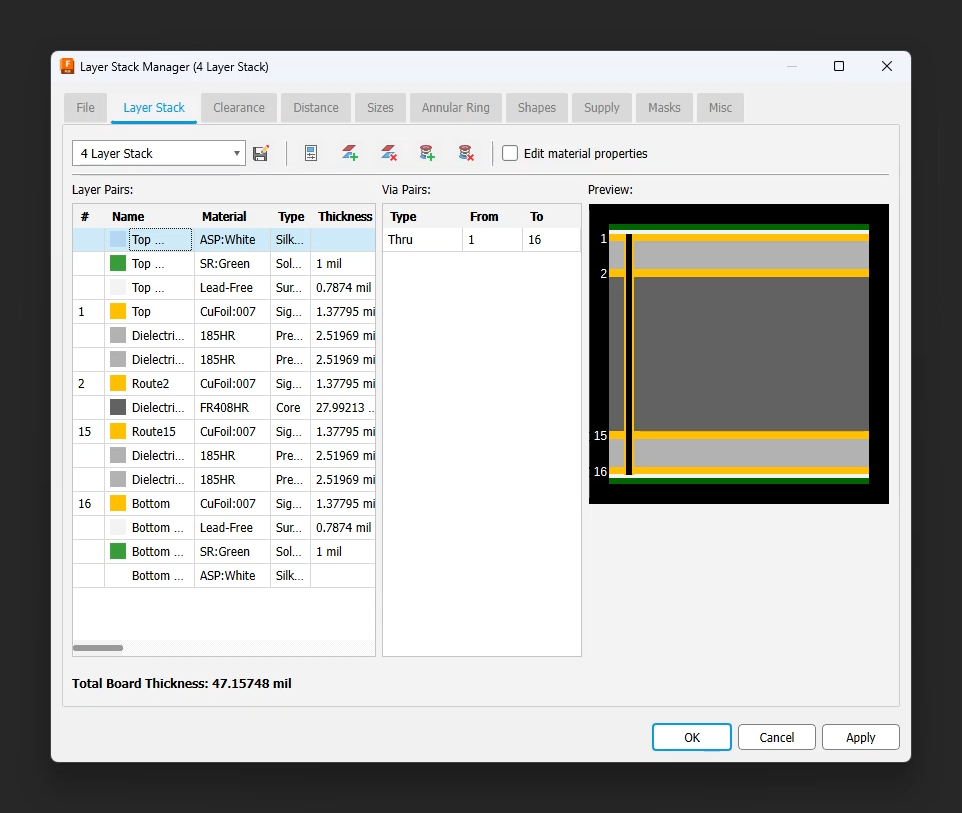 Layer Stack Manager (4 Layer Stack)
File Layer Stack Clearance Distance Sizes Annular Ring Shapes Supply Masks Misc
4 Layer Stack Edit material properties
Layer Pairs: Via Pairs: Preview:
# Name Material Type Thickness Type From To
Top ... ASP:White Silk... Thru 1 16
Top ... SR:Green Sol... 1 mil
Top ... Lead-Free Sur... 0.7874 mil
1 Top CuFoil:007 Sig... 1.37795 mi
Dielectri... 185HR Pre... 2.51969 mi
Dielectri... 185HR Pre... 2.51969 mi
2 Route2 CuFoil:007 Sig... 1.37795 mi
Dielectri... FR408HR Core 27.99213 ...
15 Route15 CuFoil:007 Sig... 1.37795 mi
Dielectri... 185HR Pre... 2.51969 mi
Dielectri... 185HR Pre... 2.51969 mi
16 Bottom CuFoil:007 Sig... 1.37795 mi
Bottom ... Lead-Free Sur... 0.7874 mil
Bottom ... SR:Green Sol... 1 mil
Bottom ... ASP:White Silk...
1
2
15
16
Total Board Thickness: 47.15748 mil
OK Cancel Apply